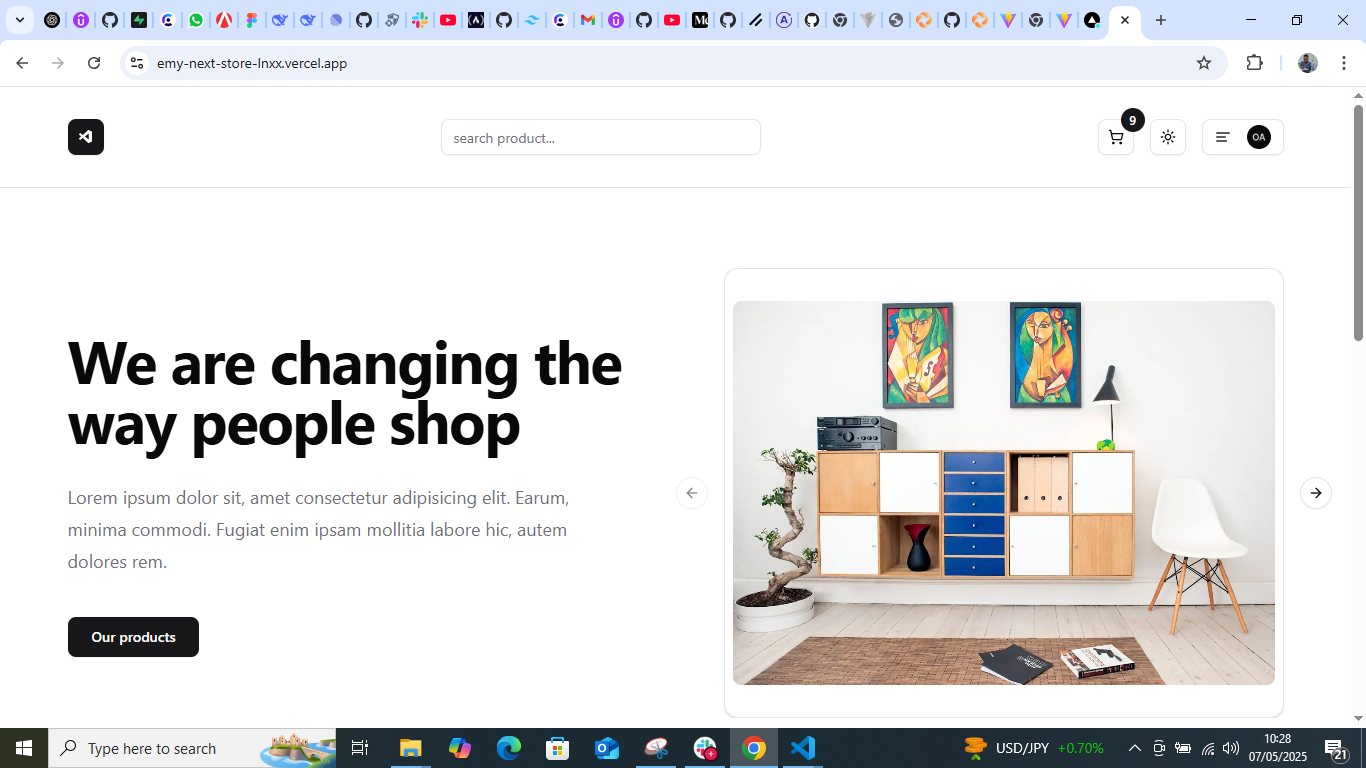 emy-next-store-lnxx.vercel.app
search product...
9
OA
We are changing the
way people shop
Lorem ipsum dolor sit, amet consectetur adipisicing elit. Earum,
minima commodi. Fugiat enim ipsam mollitia labore hic, autem
dolores rem.
Our products
Type here to search
USD/JPY +0.70%
10:28
07/05/2025
21